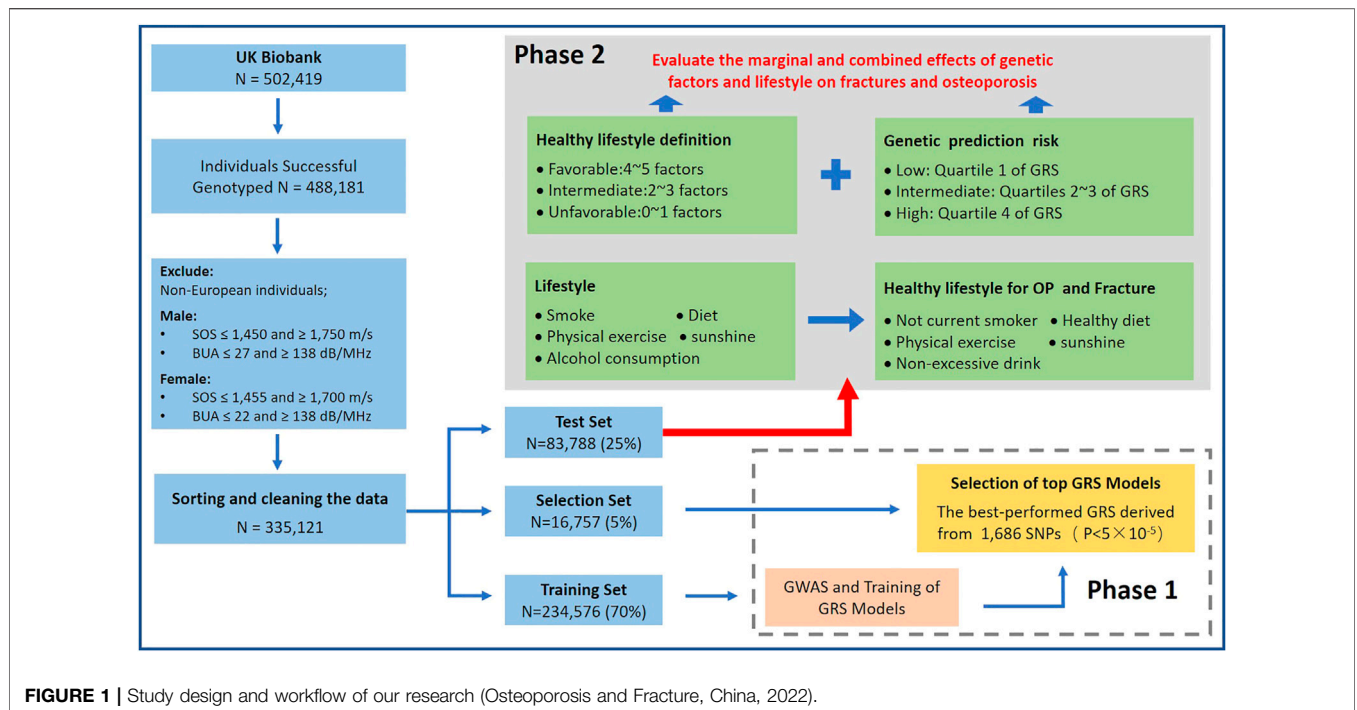 UK Biobank
N = 502,419
Individuals Successful
Genotyped N = 488,181
Exclude:
Non-European individuals;
Male:
• SOS ≤ 1,450 and ≥ 1,750 m/s
• BUA ≤ 27 and ≥ 138 dB/MHz
Female:
• SOS ≤ 1,455 and ≥ 1,700 m/s
• BUA ≤ 22 and ≥ 138 dB/MHz
Sorting and cleaning the data
N = 335,121
Phase 2
Evaluate the marginal and combined effects of genetic
factors and lifestyle on fractures and osteoporosis
Healthy lifestyle definition
● Favorable:4~5 factors
● Intermediate:2~3 factors
● Unfavorable:0~1 factors
Genetic prediction risk
● Low: Quartile 1 of GRS
● Intermediate: Quartiles 2~3 of GRS
● High: Quartile 4 of GRS
Lifestyle
● Smoke ● Diet
● Physical exercise ● sunshine
● Alcohol consumption
Healthy lifestyle for OP and Fracture
● Not current smoker ● Healthy diet
● Physical exercise ● sunshine
● Non-excessive drink
Test Set
N=83,788 (25%)
Selection Set
N=16,757 (5%)
Training Set
N=234,576 (70%)
Selection of top GRS Models
The best-performed GRS derived
from 1,686 SNPs ( P<5×10-5)
GWAS and Training of
GRS Models
Phase 1
FIGURE 1 | Study design and workflow of our research (Osteoporosis and Fracture, China, 2022).